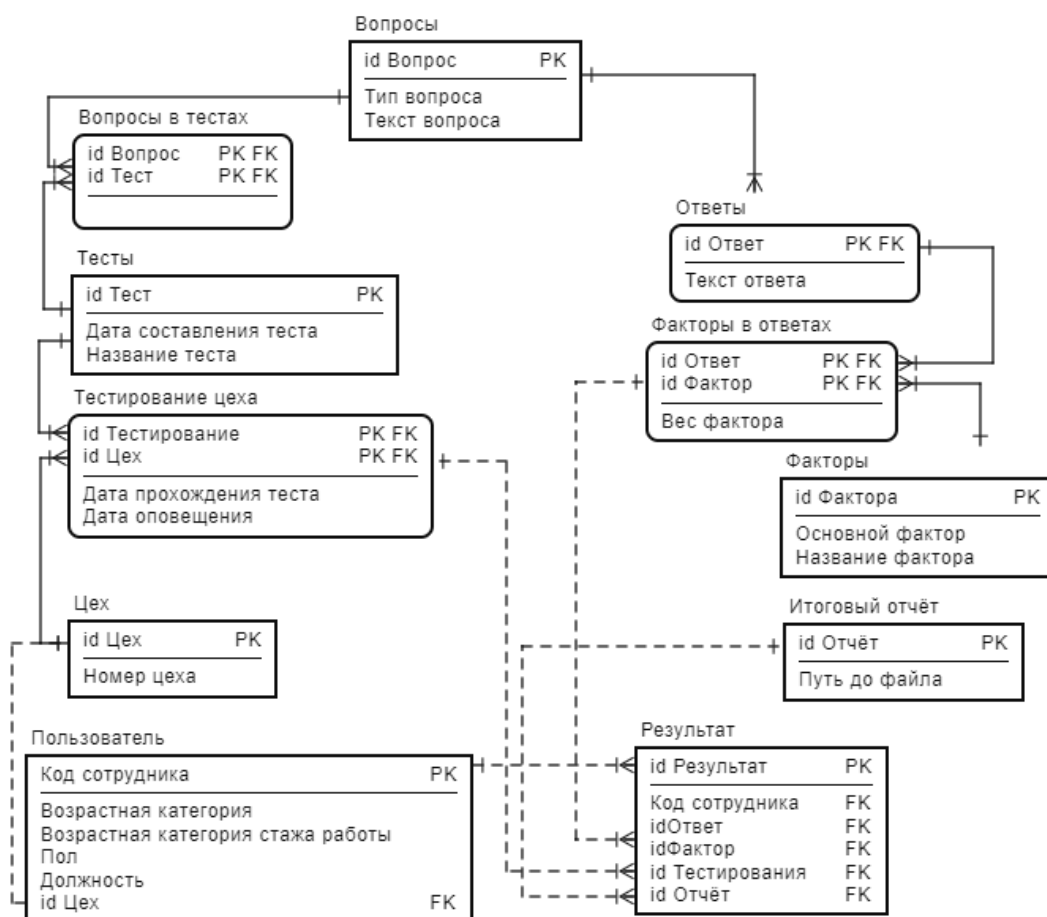 Вопросы
id Вопрос PK
Тип вопроса
Текст вопроса
Вопросы в тестах
id Вопрос PK FK
id Тест PK FK
Ответы
id Ответ PK FK
Текст ответа
Тесты
id Тест PK
Дата составления теста
Название теста
Факторы в ответах
id Ответ PK FK
id Фактор PK FK
Вес фактора
Тестирование цеха
id Тестирование PK FK
id Цех PK FK
Дата прохождения теста
Дата оповещения
Факторы
id Фактора PK
Основной фактор
Название фактора
Цех
id Цех PK
Номер цеха
Итоговый отчёт
id Отчёт PK
Путь до файла
Пользователь
Код сотрудника PK
Возрастная категория
Возрастная категория стажа работы
Пол
Должность
id Цех FK
Результат
id Результат PK
Код сотрудника FK
idОтвет FK
idФактор FK
id Тестирования FK
id Отчёт FK